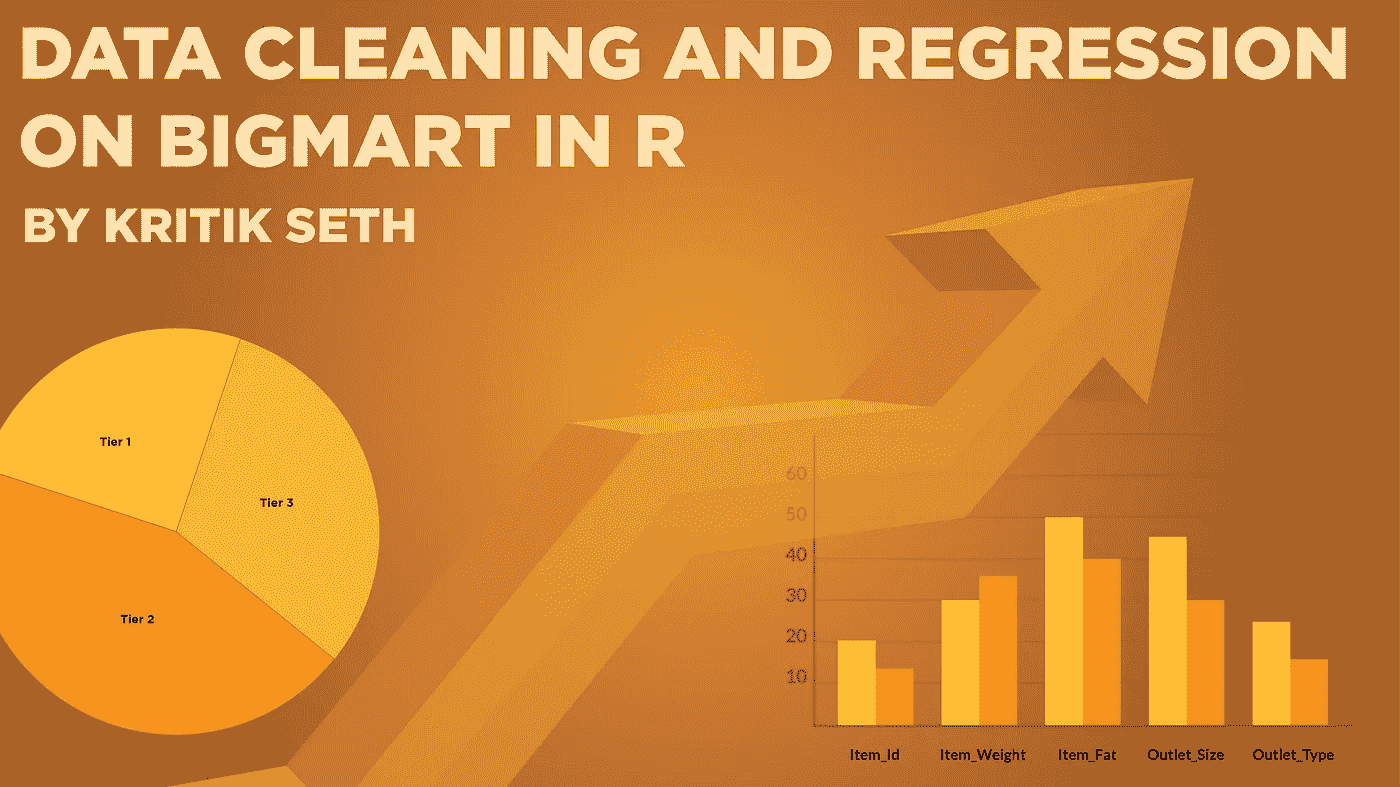 DATA CLEANING AND REGRESSION
ON BIGMART IN R
BY KRITIK SETH
Tier 1
Tier 3
Tier 2
60
50
40
30
20
10
Item_Id Item_Weight Item_Fat Outlet_Size Outlet_Type